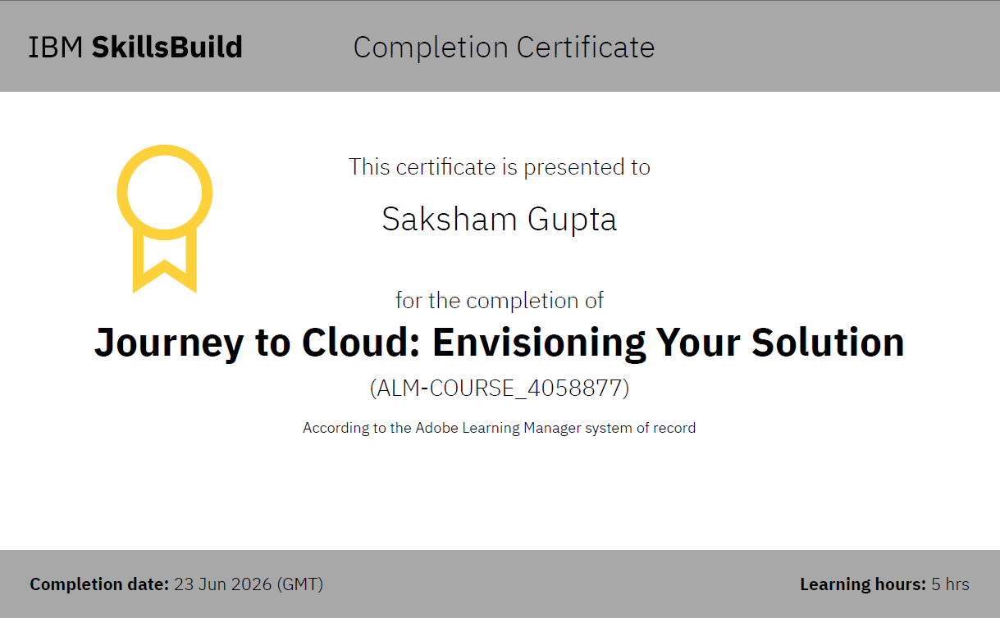 IBM SkillsBuild
Completion Certificate
This certificate is presented to
Saksham Gupta
for the completion of
Journey to Cloud: Envisioning Your Solution
(ALM-COURSE_4058877)
According to the Adobe Learning Manager system of record
Completion date: 23 Jun 2026 (GMT)
Learning hours: 5 hrs